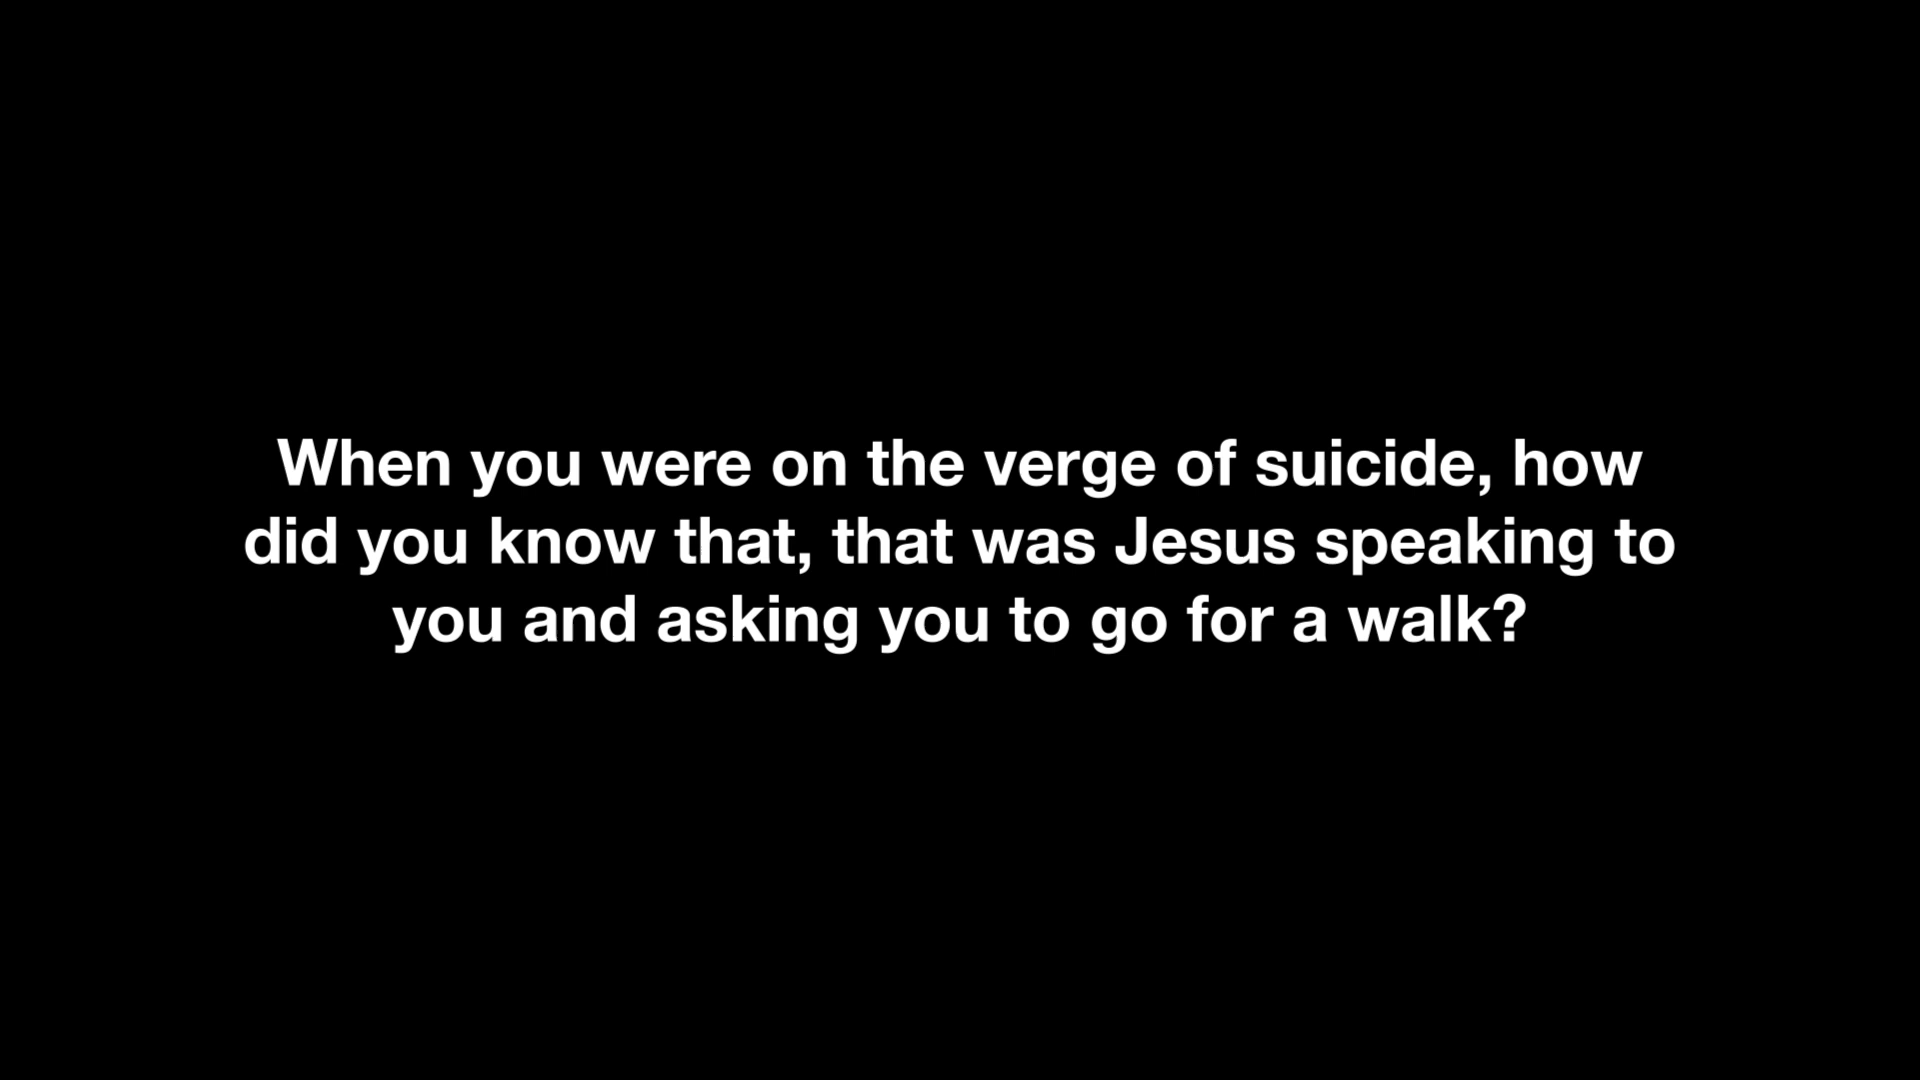 When you were on the verge of suicide, how
did you know that, that was Jesus speaking to
you and asking you to go for a walk?